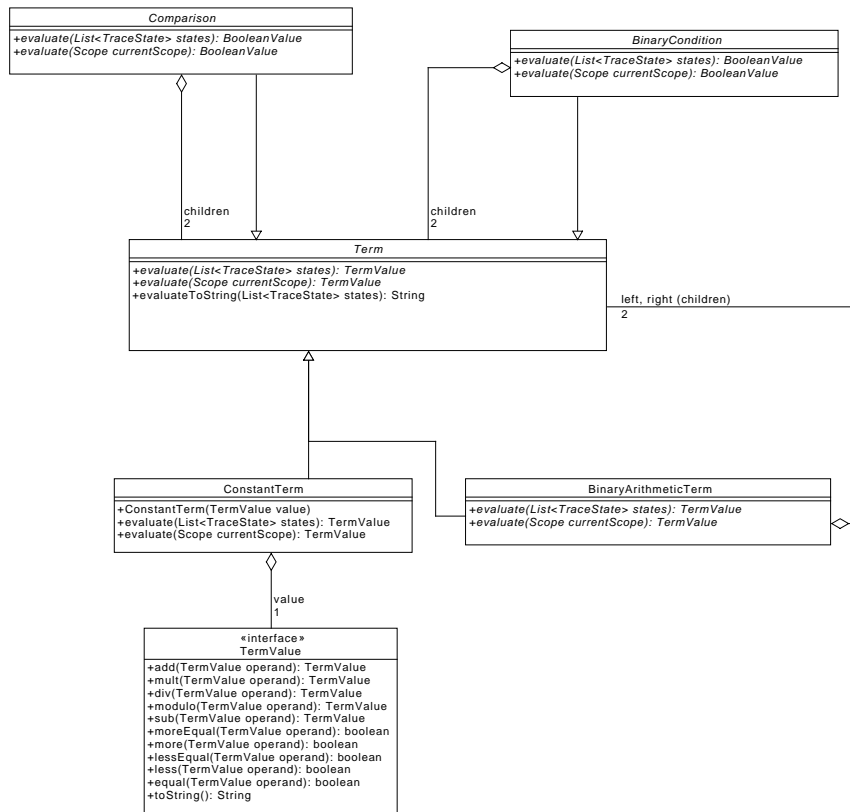 Comparison
+evaluate(List<TraceState> states): BooleanValue
+evaluate(Scope currentScope): BooleanValue
BinaryCondition
+evaluate(List<TraceState> states): BooleanValue
+evaluate(Scope currentScope): BooleanValue
children
2
children
2
Term
+evaluate(List<TraceState> states): TermValue
+evaluate(Scope currentScope): TermValue
+evaluateToString(List<TraceState> states): String
left, right (children)
2
ConstantTerm
+ConstantTerm(TermValue value)
+evaluate(List<TraceState> states): TermValue
+evaluate(Scope currentScope): TermValue
BinaryArithmeticTerm
+evaluate(List<TraceState> states): TermValue
+evaluate(Scope currentScope): TermValue
value
1
«interface»
TermValue
+add(TermValue operand): TermValue
+mult(TermValue operand): TermValue
+div(TermValue operand): TermValue
+modulo(TermValue operand): TermValue
+sub(TermValue operand): TermValue
+moreEqual(TermValue operand): boolean
+more(TermValue operand): boolean
+lessEqual(TermValue operand): boolean
+less(TermValue operand): boolean
+equal(TermValue operand): boolean
+toString(): String